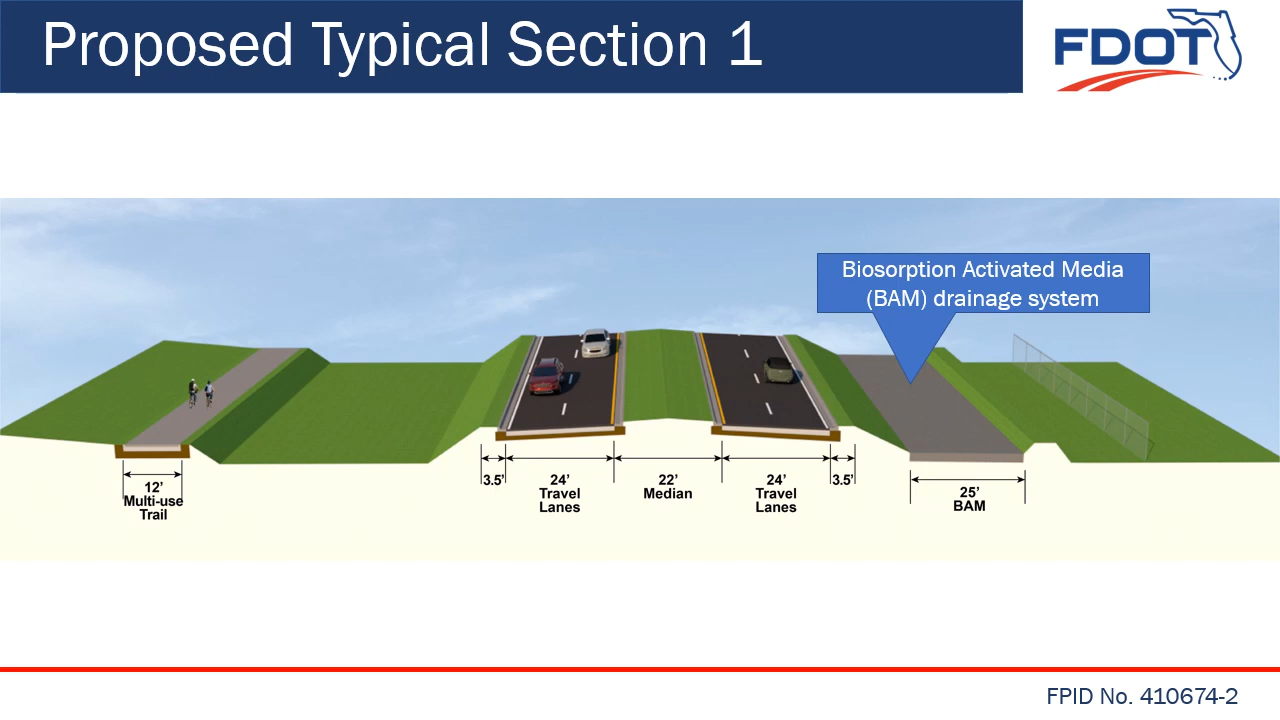 Proposed Typical Section 1
FDOT
Biosorption Activated Media
(BAM) drainage system
12’
Multi-use
Trail
3.5’
24’
Travel
Lanes
22’
Median
24’
Travel
Lanes
3.5’
25’
BAM
FPID No. 410674-2